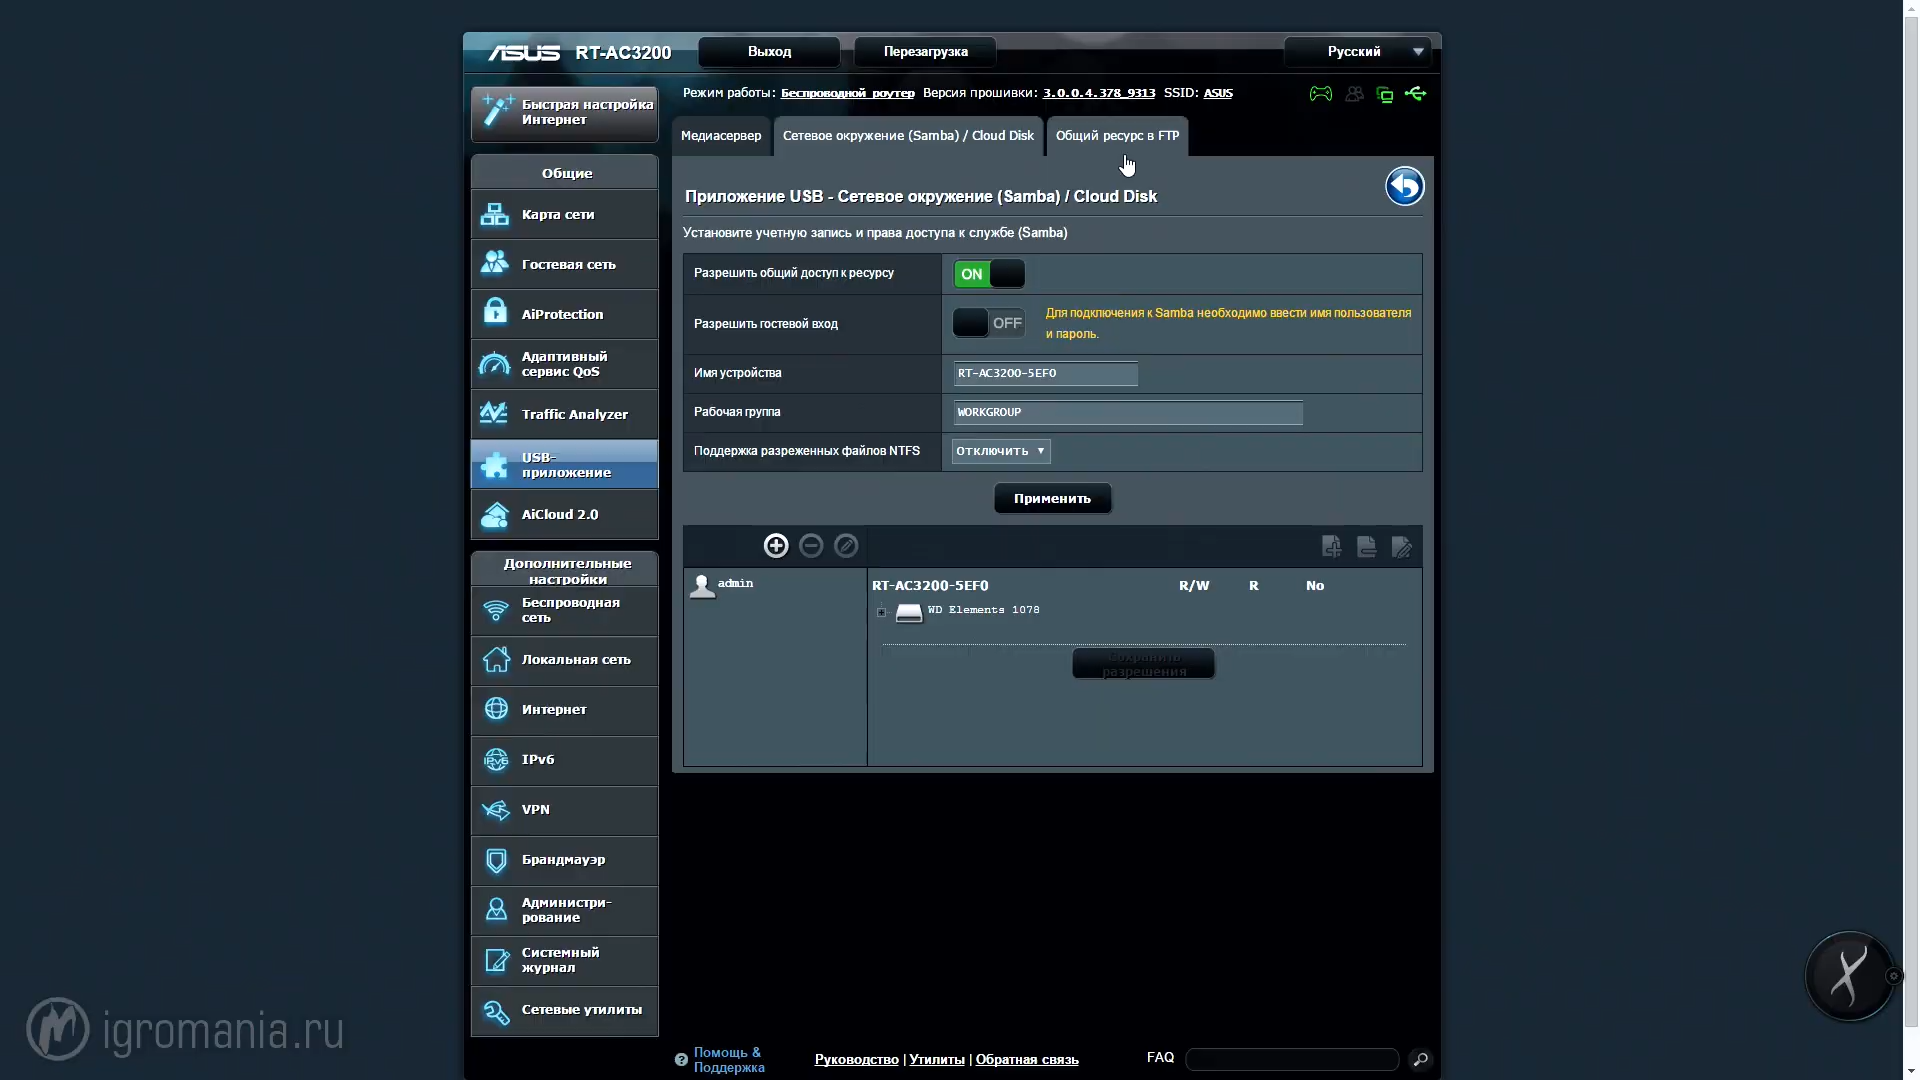 ASUS RT-AC3200 Выход Перезагрузка Русский
Режим работы: Беспроводной роутер Версия прошивки: 3.0.0.4.378_9313 SSID: ASUS
Быстрая настройка
Интернет
Общие
Карта сети
Гостевая сеть
AiProtection
Адаптивный
сервис QoS
Traffic Analyzer
USB-
приложение
AiCloud 2.0
Дополнительные
настройки
Беспроводная
сеть
Локальная сеть
Интернет
IPv6
IPv6
VPN
Брандмауэр
Администри-
рование
Системный
журнал
Сетевые утилиты
Медиасервер Сетевое окружение (Samba) / Cloud Disk Общий ресурс в FTP
Приложение USB - Сетевое окружение (Samba) / Cloud Disk
Установите учетную запись и права доступа к службе (Samba)
Разрешить общий доступ к ресурсу ON
Разрешить гостевой вход OFF Для подключения к Samba необходимо ввести имя пользователя
и пароль.
Имя устройства RT-AC3200-5EF0
Рабочая группа WORKGROUP
Поддержка разреженных файлов NTFS Отключить
Применить
admin
RT-AC3200-5EF0 R/W R No
WD Elements 1078
Сохранить
разрешения
Помощь &
Поддержка
Руководство | Утилиты | Обратная связь FAQ
igromania.ru